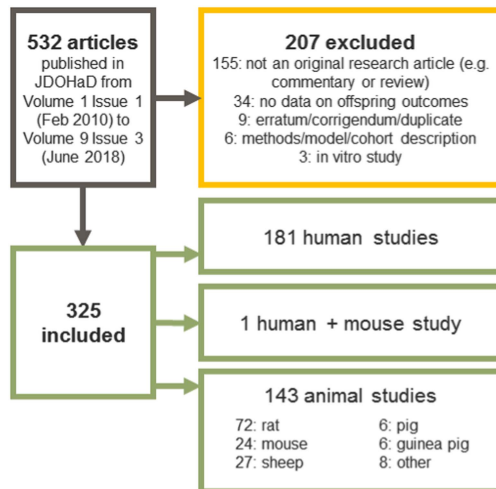 532 articles
published in
JDOHaD from
Volume 1 Issue 1
(Feb 2010) to
Volume 9 Issue 3
(June 2018)
207 excluded
155: not an original research article (e.g.
commentary or review)
34: no data on offspring outcomes
9: erratum/corrigendum/duplicate
6: methods/model/cohort description
3: in vitro study
325
included
181 human studies
1 human + mouse study
143 animal studies
72: rat
24: mouse
27: sheep
6: pig
6: guinea pig
8: other